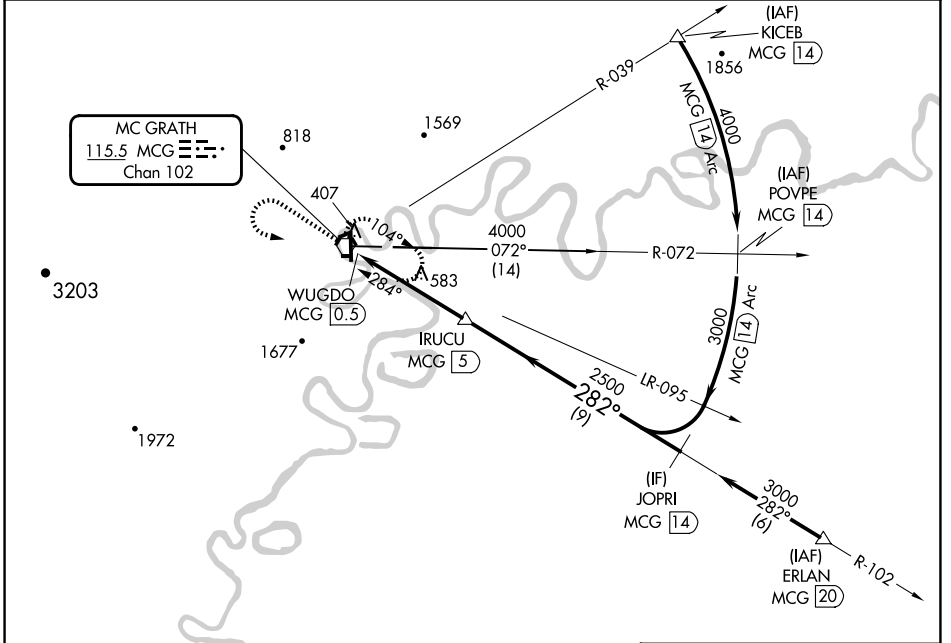 (IAF)
KICEB
MCG 14
1856
R-039
MCG 14 Arc
4000
MC GRATH
115.5 MCG
Chan 102
818
1569
407
104°
4000
072°
(14)
R-072
(IAF)
POVPE
MCG 14
3203
WUGDO
MCG 0.5
284°
583
1677
IRUCU
MCG 5
3000
MCG 14 Arc
LR-095
2500
282°
(9)
1972
(IF)
JOPRI
MCG 14
3000
282°
(6)
(IAF)
ERLAN
MCG 20
R-102